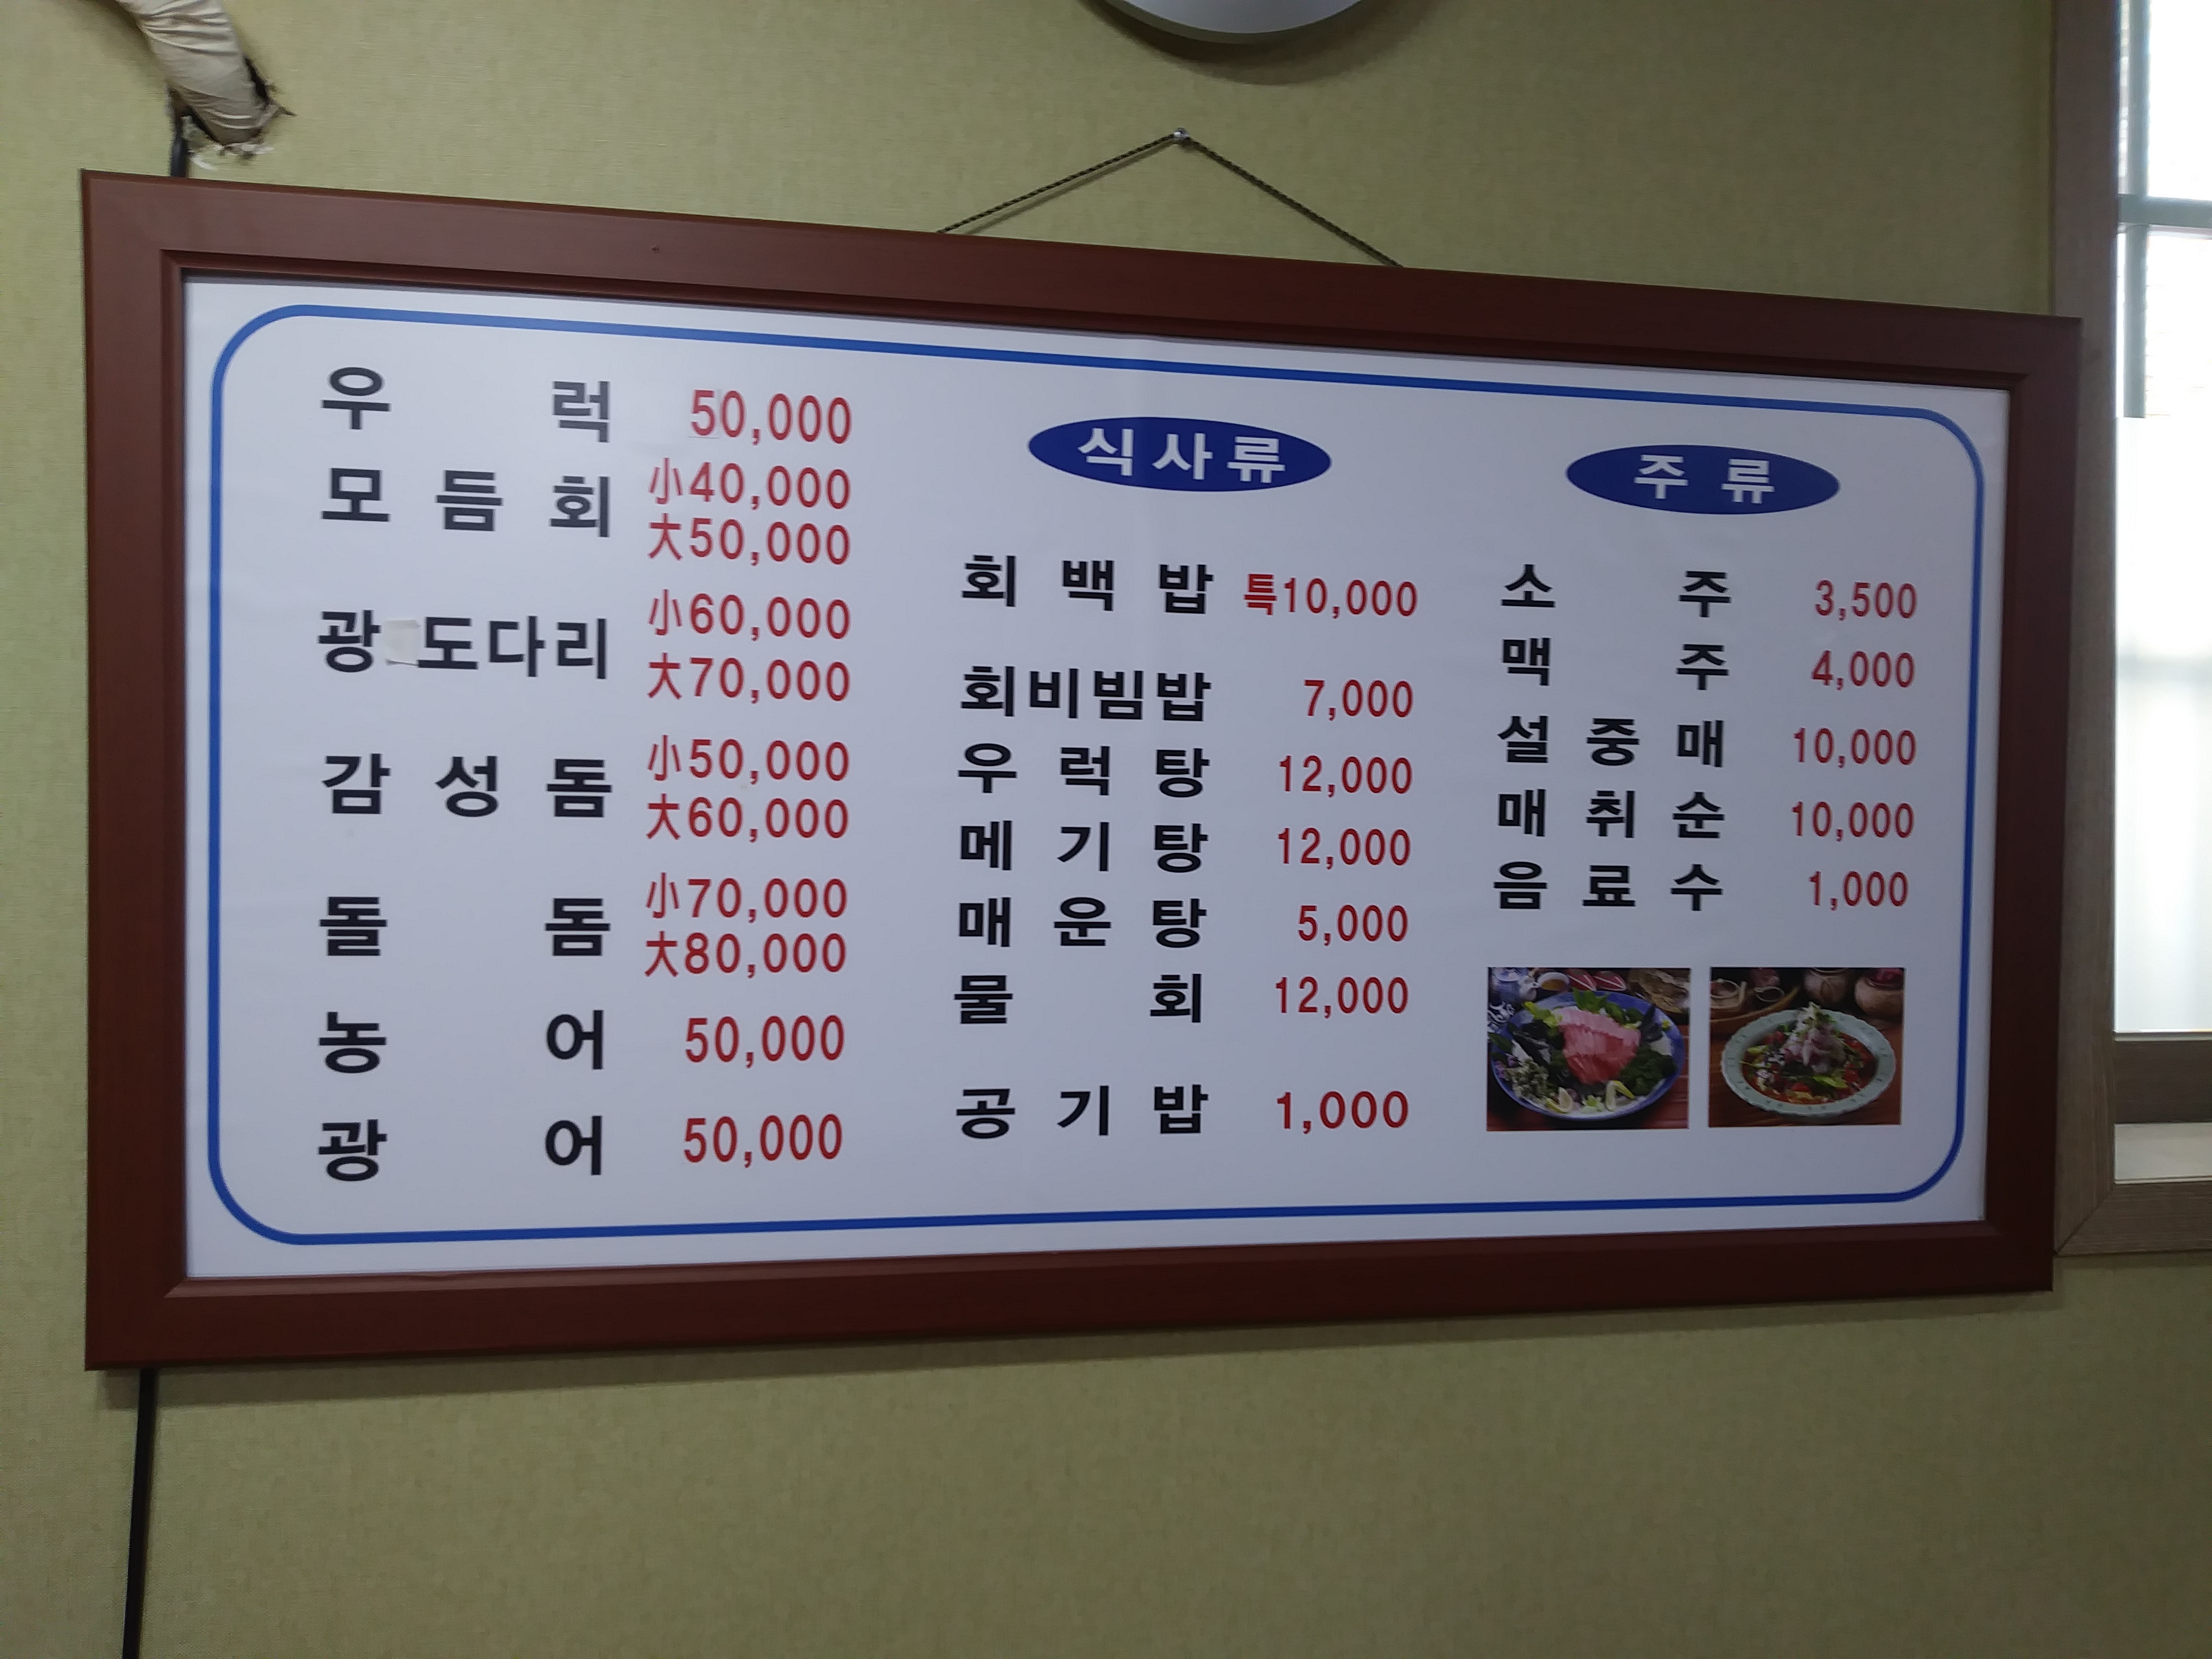 우럭 50,000
모듬회 小40,000
大50,000
광 도다리 小60,000
大70,000
감성돔 小50,000
大60,000
돌돔 小70,000
大80,000
농어 50,000
광어 50,000
식사류
회백밥 특10,000
회비빔밥 7,000
우럭탕 12,000
메기탕 12,000
매운탕 5,000
물회 12,000
공기밥 1,000
주류
소주 3,500
맥주 4,000
설중매 10,000
매취순 10,000
음료수 1,000